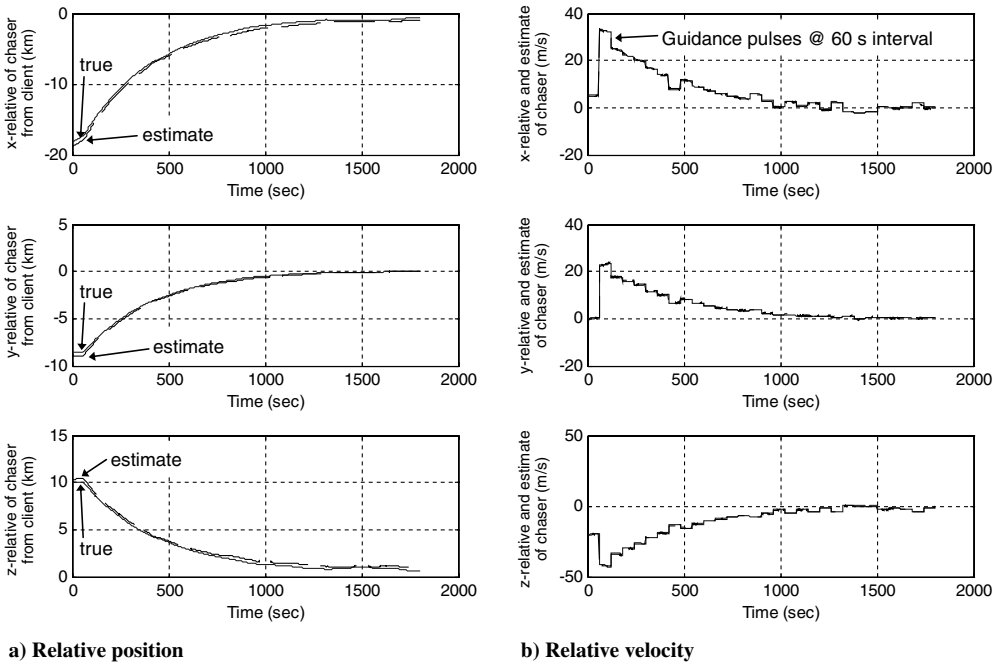 x-relative of chaser
from client (km)
0
-10
-20
true
estimate
0
500
1000
1500
2000
Time (sec)
y-relative of chaser
from client (km)
5
0
-5
-10
true
estimate
0
500
1000
1500
2000
Time (sec)
z-relative of chaser
from client (km)
15
10
5
0
estimate
true
0
500
1000
1500
2000
Time (sec)
a) Relative position
x-relative and estimate
of chaser (m/s)
40
20
0
-20
Guidance pulses @ 60 s interval
0
500
1000
1500
2000
Time (sec)
y-relative and estimate
of chaser (m/s)
40
20
0
-20
0
500
1000
1500
2000
Time (sec)
z-relative and estimate
of chaser (m/s)
50
0
-50
0
500
1000
1500
2000
Time (sec)
b) Relative velocity